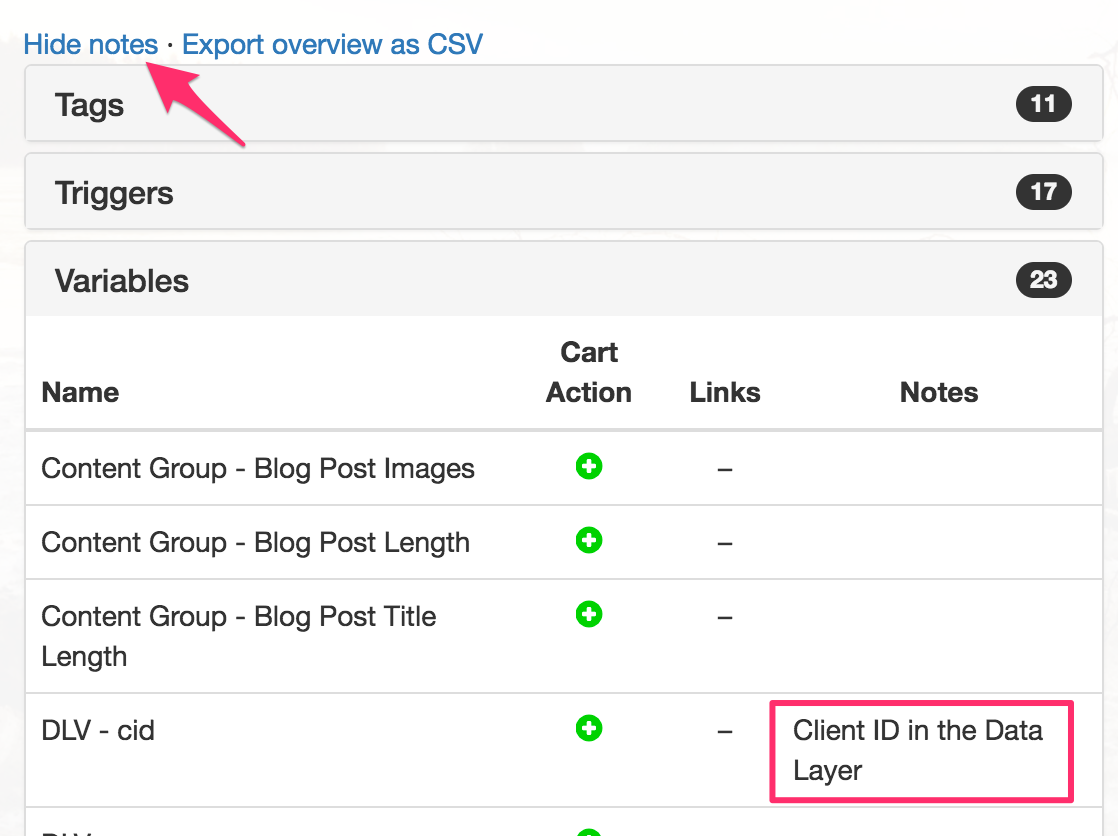 Hide notes · Export overview as CSV
Tags 11
Triggers 17
Variables 23
Cart
Name Action Links Notes
Content Group - Blog Post Images –
Content Group - Blog Post Length –
Content Group - Blog Post Title –
Length
DLV - cid – Client ID in the Data
Layer